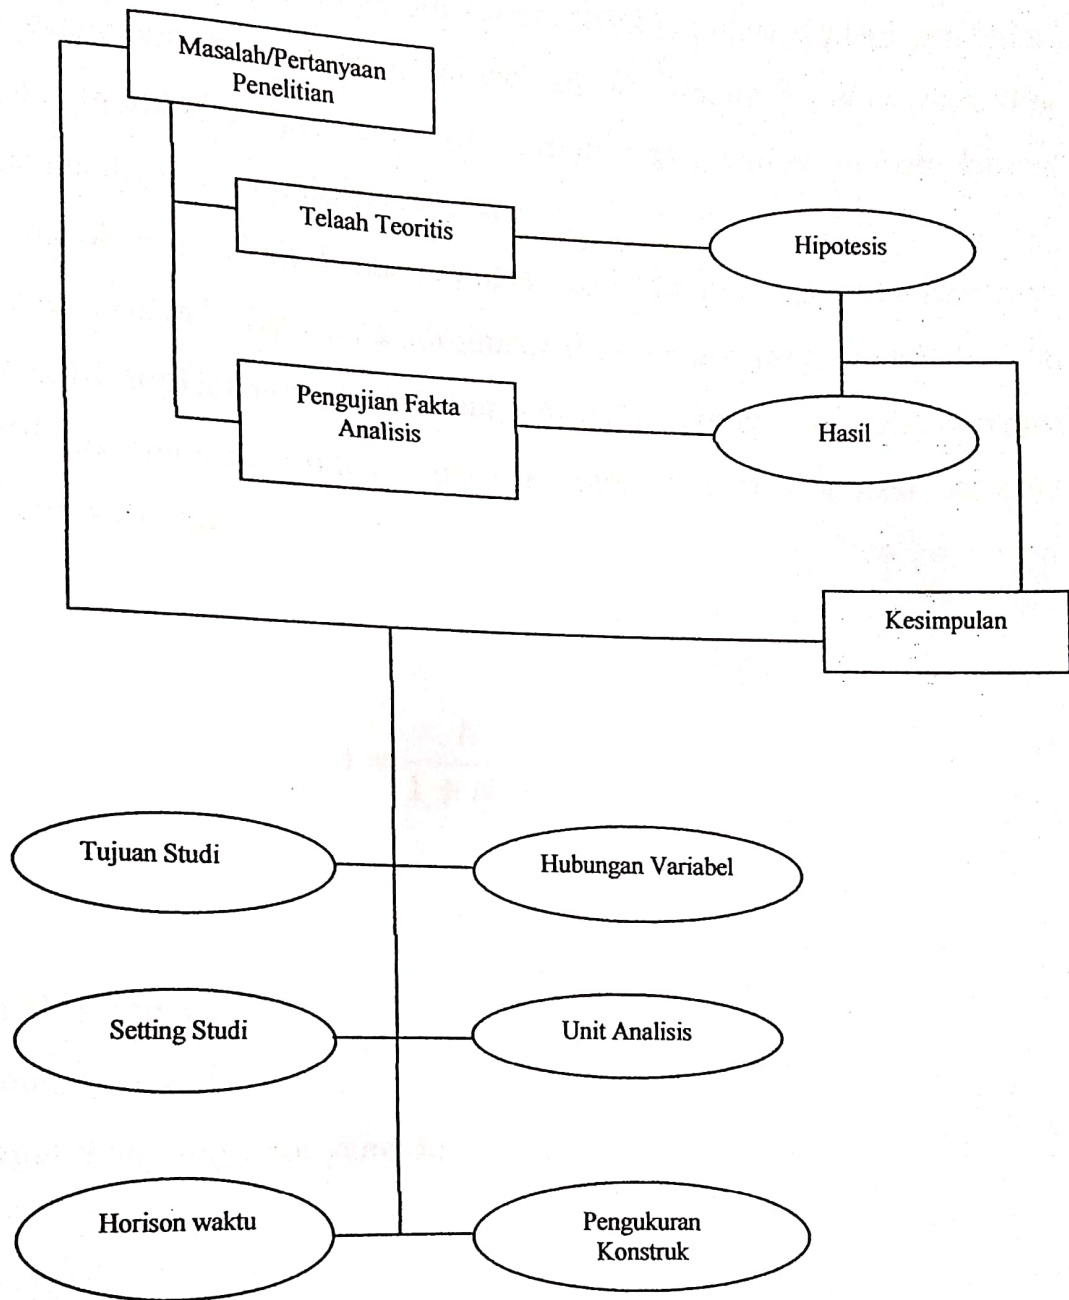 Masalah/Pertanyaan
Penelitian
Telaah Teoritis
Hipotesis
Pengujian Fakta
Analisis
Hasil
Kesimpulan
Tujuan Studi
Hubungan Variabel
Setting Studi
Unit Analisis
Horison waktu
Pengukuran
Konstruk